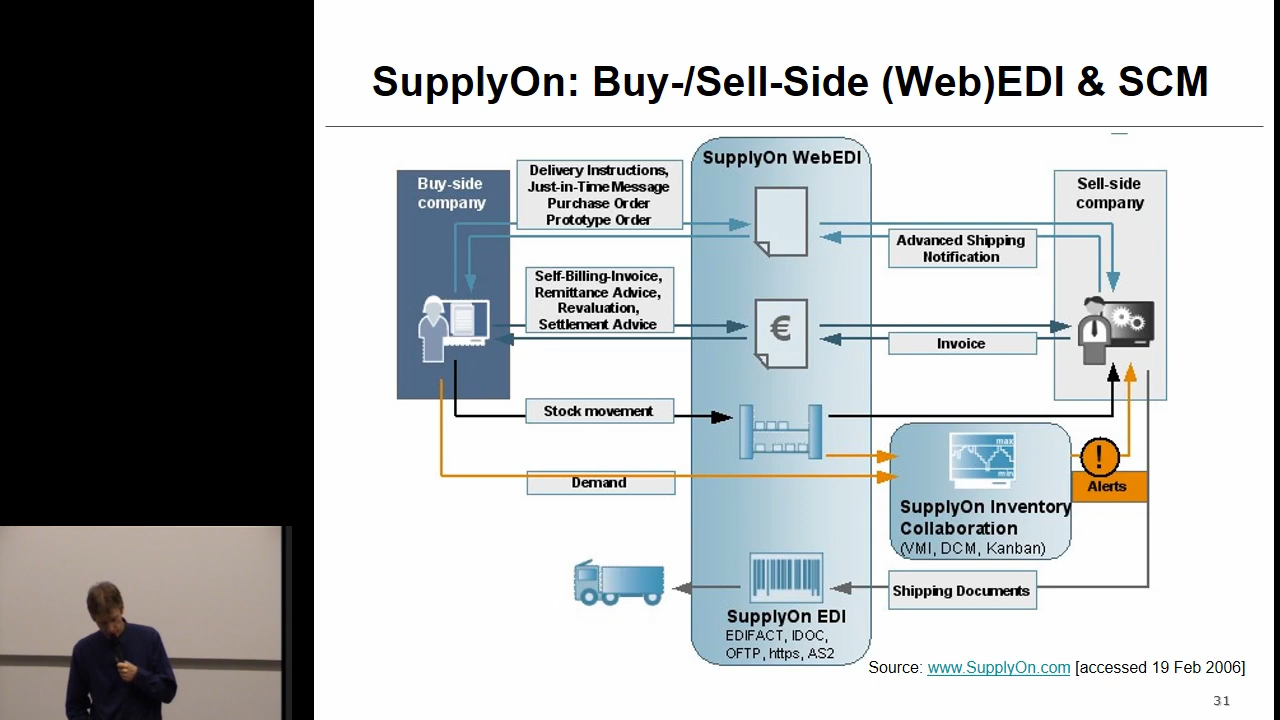 SupplyOn: Buy-/Sell-Side (Web)EDI & SCM
SupplyOn WebEDI
Buy-side
company
Delivery Instructions,
Just-in-Time Message
Purchase Order
Prototype Order
Sell-side
company
Advanced Shipping
Notification
Self-Billing-Invoice,
Remittance Advice,
Revaluation,
Settlement Advice
€
Invoice
Stock movement
Demand
max
min
!
Alerts
SupplyOn Inventory
Collaboration
(VMI, DCM, Kanban)
Shipping Documents
SupplyOn EDI
EDIFACT, IDOC,
OFTP, https, AS2
Source: www.SupplyOn.com [accessed 19 Feb 2006]
31